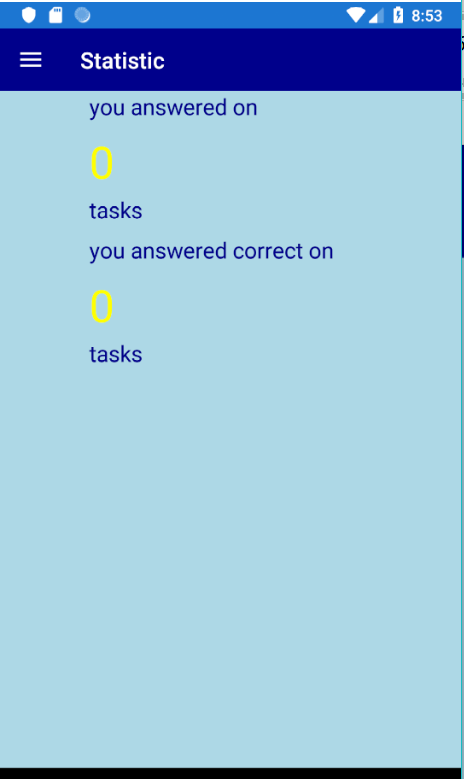 8:53
Statistic
you answered on
0
tasks
you answered correct on
0
tasks